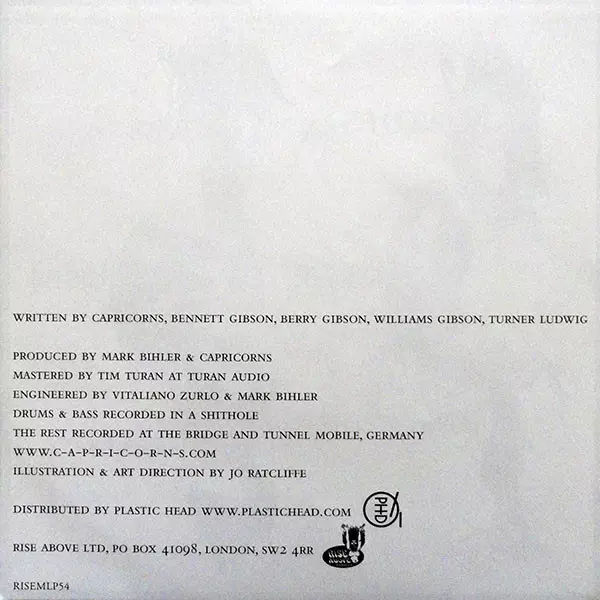 WRITTEN BY CAPRICORNS, BENNETT GIBSON, BERRY GIBSON, WILLIAMS GIBSON, TURNER LUDWIG
PRODUCED BY MARK BIHLER & CAPRICORNS
MASTERED BY TIM TURAN AT TURAN AUDIO
ENGINEERED BY VITALIANO ZURLO & MARK BIHLER
DRUMS & BASS RECORDED IN A SHITHOLE
THE REST RECORDED AT THE BRIDGE AND TUNNEL MOBILE, GERMANY
WWW.C-A-P-R-I-C-O-R-N-S.COM
ILLUSTRATION & ART DIRECTION BY JO RATCLIFFE
DISTRIBUTED BY PLASTIC HEAD WWW.PLASTICHEAD.COM PHD
RISE ABOVE LTD, PO BOX 41098, LONDON, SW2 4RR RISE ABOVE
RISEMLP54